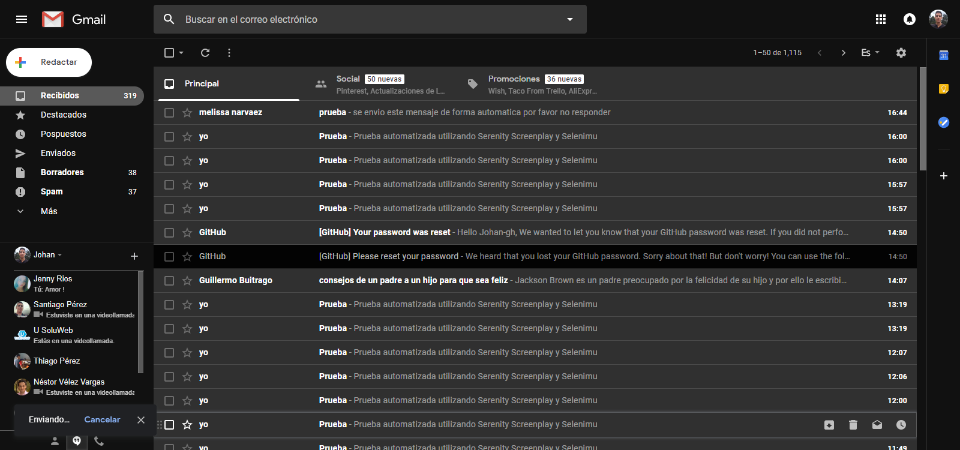 Gmail
Buscar en el correo electrónico
Redactar
1–50 de 1,115
Es
Recibidos 319
Destacados
Pospuestos
Enviados
Borradores 38
Spam 37
Más
Johan
Jenny Rios
Tú: Amor !
Santiago Pérez
Estuviste en una videollamada
U SoluWeb
Estás en una videollamada.
Thiago Pérez
Néstor Vélez Vargas
Estuviste en una videollamada
Enviando... Cancelar
Principal
Social 50 nuevas
Pinterest, Actualizaciones de L...
Promociones 36 nuevas
Wish, Taco From Trello, AliExpr...
melissa narvaez prueba - se envio este mensaje de forma automatica por favor no responder 16:44
yo Prueba - Prueba automatizada utilizando Serenity Screenplay y Selenimu 16:00
yo Prueba - Prueba automatizada utilizando Serenity Screenplay y Selenimu 16:00
yo Prueba - Prueba automatizada utilizando Serenity Screenplay y Selenimu 15:57
yo Prueba - Prueba automatizada utilizando Serenity Screenplay y Selenimu 15:57
GitHub [GitHub] Your password was reset - Hello Johan-gh, We wanted to let you know that your GitHub password was reset. If you did not perfo... 14:50
GitHub [GitHub] Please reset your password - We heard that you lost your GitHub password. Sorry about that! But don't worry! You can use the fol... 14:50
Guillermo Buitrago consejos de un padre a un hijo para que sea feliz - Jackson Brown es un padre preocupado por la felicidad de su hijo y por ello le escribi... 14:07
yo Prueba - Prueba automatizada utilizando Serenity Screenplay y Selenimu 13:19
yo Prueba - Prueba automatizada utilizando Serenity Screenplay y Selenimu 13:19
yo Prueba - Prueba automatizada utilizando Serenity Screenplay y Selenimu 12:07
yo Prueba - Prueba automatizada utilizando Serenity Screenplay y Selenimu 12:06
yo Prueba - Prueba automatizada utilizando Serenity Screenplay y Selenimu 12:00
yo Prueba - Prueba automatizada utilizando Serenity Screenplay y Selenimu
yo Prueba - Prueba automatizada utilizando Serenity Screenplay y Selenimu 11:49